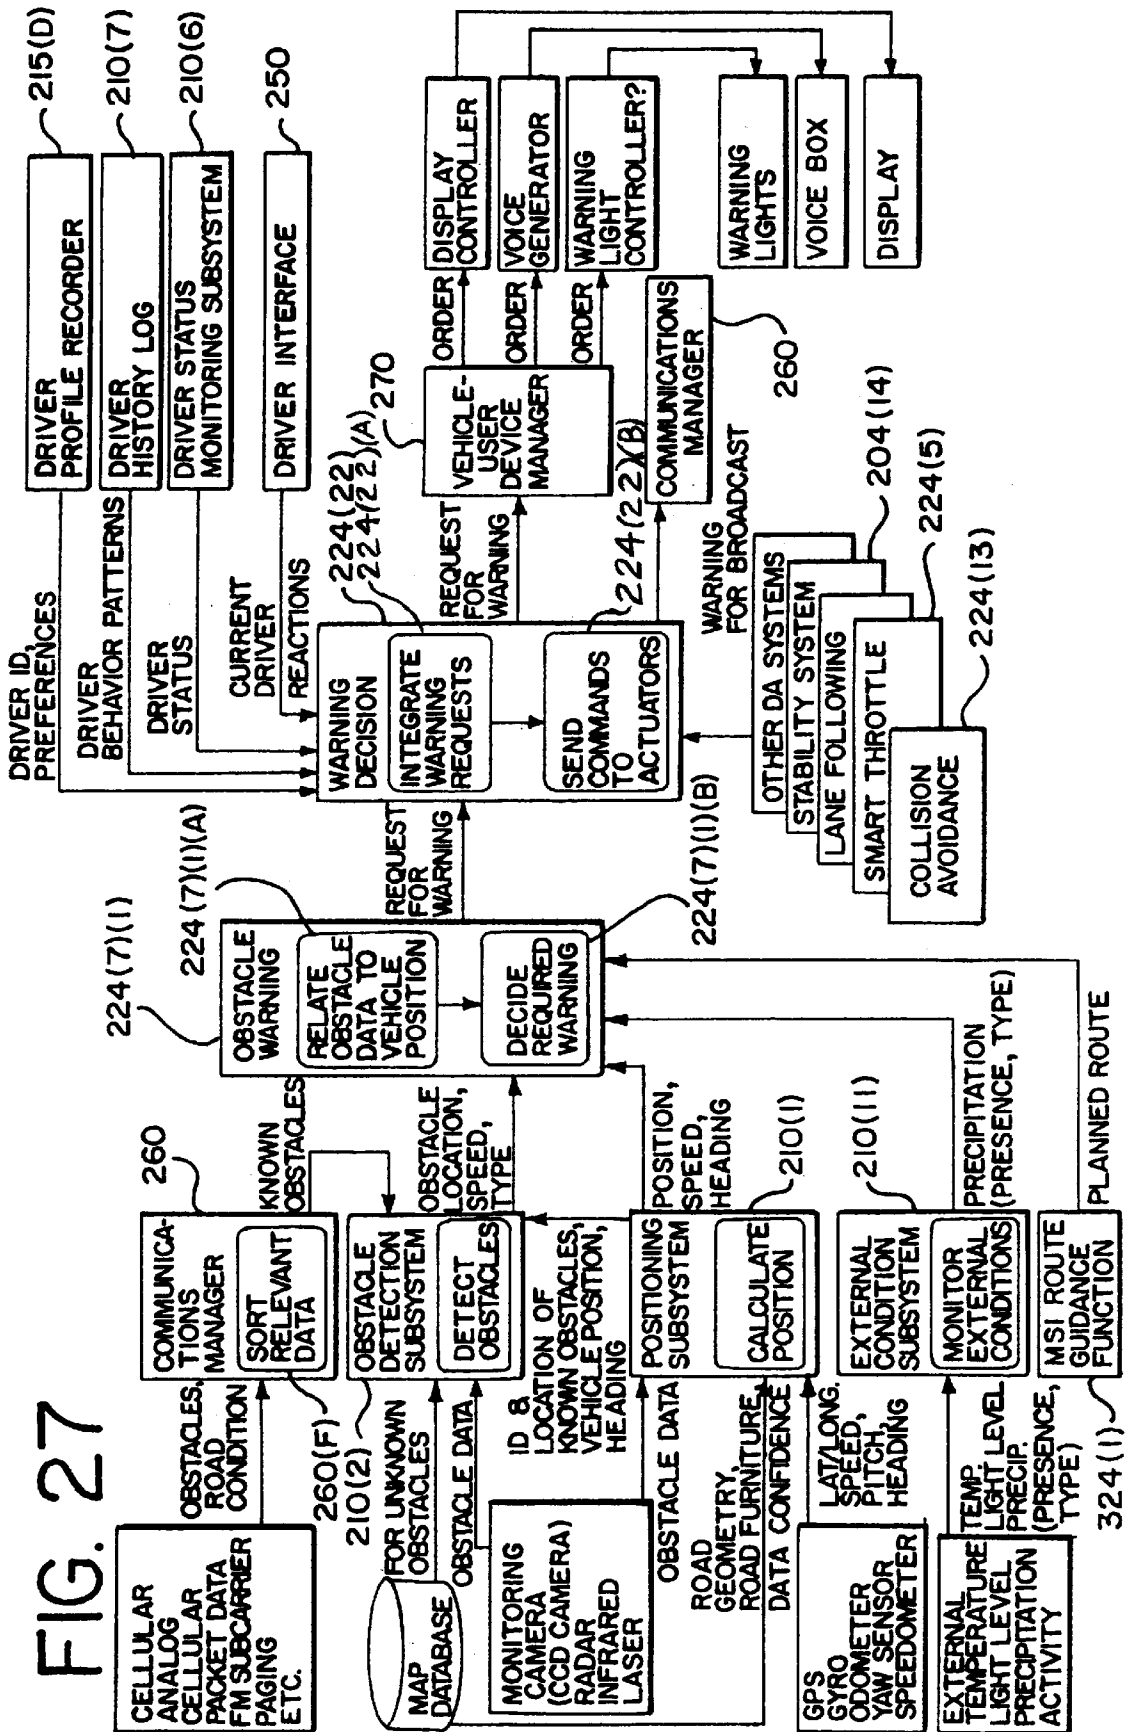 FIG. 27
CELLULAR
ANALOG
CELLULAR
PACKET DATA
FM SUBCARRIER
PAGING
ETC.
OBSTACLES,
ROAD
CONDITION
260(F)
COMMUNICA-
TIONS
MANAGER
SORT
RELEVANT
DATA
260
KNOWN
OBSTACLES
MAP
DATABASE
FOR UNKNOWN
OBSTACLES
OBSTACLE DATA
210(2)
OBSTACLE
DETECTION
SUBSYSTEM
DETECT
OBSTACLES
OBSTACLE
LOCATION,
SPEED,
TYPE
MONITORING
CAMERA
(CCD CAMERA)
RADAR
INFRARED
LASER
ID &
LOCATION OF
KNOWN OBSTACLES,
VEHICLE POSITION,
HEADING
OBSTACLE DATA
ROAD
GEOMETRY,
ROAD FURNITURE,
DATA CONFIDENCE
POSITIONING
SUBSYSTEM
CALCULATE
POSITION
210(1)
POSITION,
SPEED,
HEADING
GPS
GYRO
ODOMETER
YAW SENSOR
SPEEDOMETER
LAT/LONG.
SPEED,
PITCH,
HEADING
EXTERNAL
CONDITION
SUBSYSTEM
MONITOR
EXTERNAL
CONDITIONS
210(11)
PRECIPITATION
(PRESENCE, TYPE)
EXTERNAL
TEMPERATURE
LIGHT LEVEL
PRECIPITATION
ACTIVITY
TEMP.
LIGHT LEVEL
PRECIP.
(PRESENCE,
TYPE)
324(1)
MSI ROUTE
GUIDANCE
FUNCTION
PLANNED ROUTE
224(7)(1)
224(7)(1)(A)
OBSTACLE
WARNING
RELATE
OBSTACLE
DATA TO
VEHICLE
POSITION
DECIDE
REQUIRED
WARNING
224(7)(1)(B)
REQUEST
FOR
WARNING
DRIVER ID,
PREFERENCES
DRIVER
BEHAVIOR PATTERNS
DRIVER
STATUS
CURRENT
DRIVER
REACTIONS
DRIVER
PROFILE RECORDER
215(D)
DRIVER
HISTORY LOG
210(7)
DRIVER STATUS
MONITORING SUBSYSTEM
210(6)
DRIVER INTERFACE
250
WARNING
DECISION
INTEGRATE
WARNING
REQUESTS
SEND
COMMANDS
TO
ACTUATORS
224(22)
224(22)(A)
224(22)(B)
REQUEST
FOR
WARNING
270
VEHICLE-
USER
DEVICE
MANAGER
ORDER
ORDER
ORDER
DISPLAY
CONTROLLER
VOICE
GENERATOR
WARNING
LIGHT
CONTROLLER?
WARNING
LIGHTS
VOICE BOX
DISPLAY
COMMUNICATIONS
MANAGER
260
WARNING
FOR BROADCAST
OTHER DA SYSTEMS
STABILITY SYSTEM
LANE FOLLOWING
SMART THROTTLE
COLLISION
AVOIDANCE
204(14)
224(5)
224(13)